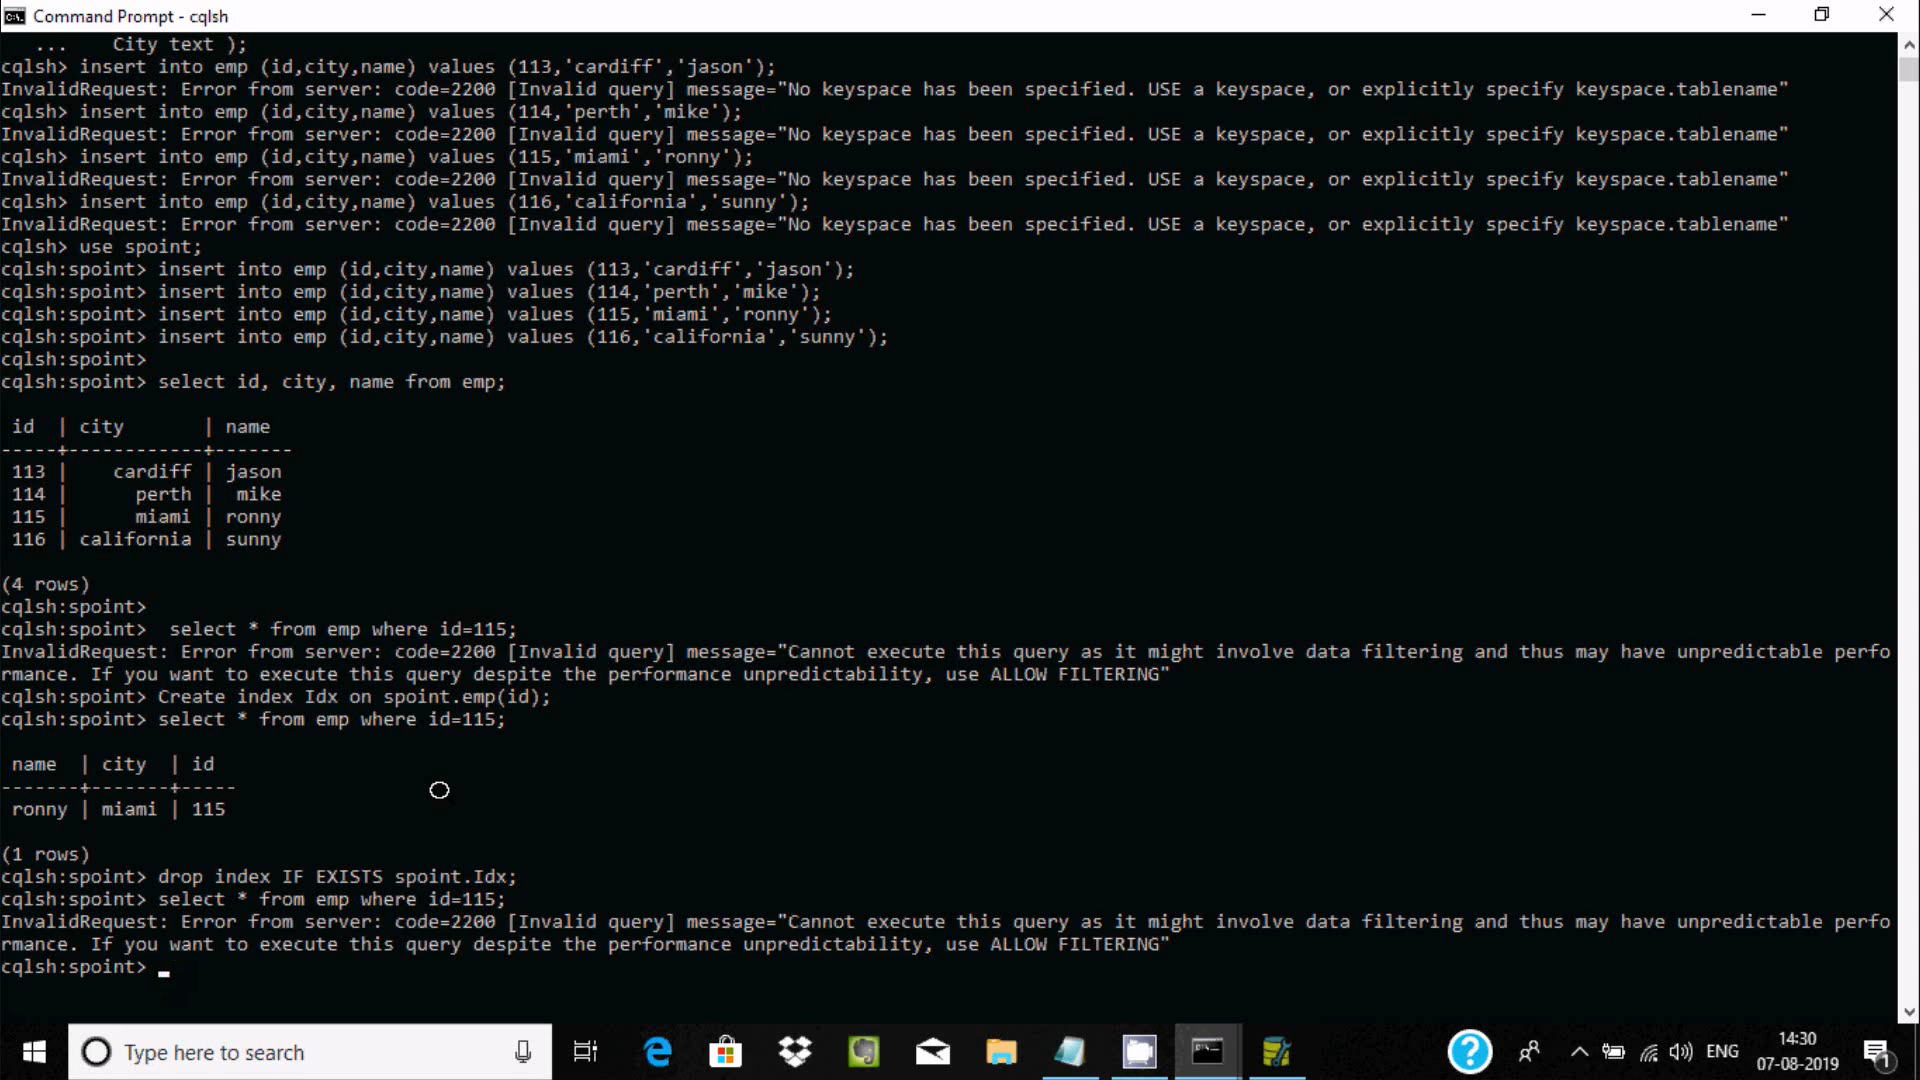 Command Prompt - cqlsh
... City text );
cqlsh> insert into emp (id,city,name) values (113,'cardiff','jason');
InvalidRequest: Error from server: code=2200 [Invalid query] message="No keyspace has been specified. USE a keyspace, or explicitly specify keyspace.tablename"
cqlsh> insert into emp (id,city,name) values (114,'perth','mike');
InvalidRequest: Error from server: code=2200 [Invalid query] message="No keyspace has been specified. USE a keyspace, or explicitly specify keyspace.tablename"
cqlsh> insert into emp (id,city,name) values (115,'miami','ronny');
InvalidRequest: Error from server: code=2200 [Invalid query] message="No keyspace has been specified. USE a keyspace, or explicitly specify keyspace.tablename"
cqlsh> insert into emp (id,city,name) values (116,'california','sunny');
InvalidRequest: Error from server: code=2200 [Invalid query] message="No keyspace has been specified. USE a keyspace, or explicitly specify keyspace.tablename"
cqlsh> use spoint;
cqlsh:spoint> insert into emp (id,city,name) values (113,'cardiff','jason');
cqlsh:spoint> insert into emp (id,city,name) values (114,'perth','mike');
cqlsh:spoint> insert into emp (id,city,name) values (115,'miami','ronny');
cqlsh:spoint> insert into emp (id,city,name) values (116,'california','sunny');
cqlsh:spoint>
cqlsh:spoint> select id, city, name from emp;
id | city | name
-----+------------+-------
113 | cardiff | jason
114 | perth | mike
115 | miami | ronny
116 | california | sunny
(4 rows)
cqlsh:spoint>
cqlsh:spoint> select * from emp where id=115;
InvalidRequest: Error from server: code=2200 [Invalid query] message="Cannot execute this query as it might involve data filtering and thus may have unpredictable perfo
rmance. If you want to execute this query despite the performance unpredictability, use ALLOW FILTERING"
cqlsh:spoint> Create index Idx on spoint.emp(id);
cqlsh:spoint> select * from emp where id=115;
name | city | id
-------+-------+-----
ronny | miami | 115
(1 rows)
cqlsh:spoint> drop index IF EXISTS spoint.Idx;
cqlsh:spoint> select * from emp where id=115;
InvalidRequest: Error from server: code=2200 [Invalid query] message="Cannot execute this query as it might involve data filtering and thus may have unpredictable perfo
rmance. If you want to execute this query despite the performance unpredictability, use ALLOW FILTERING"
cqlsh:spoint>
Type here to search
ENG
14:30
07-08-2019
1